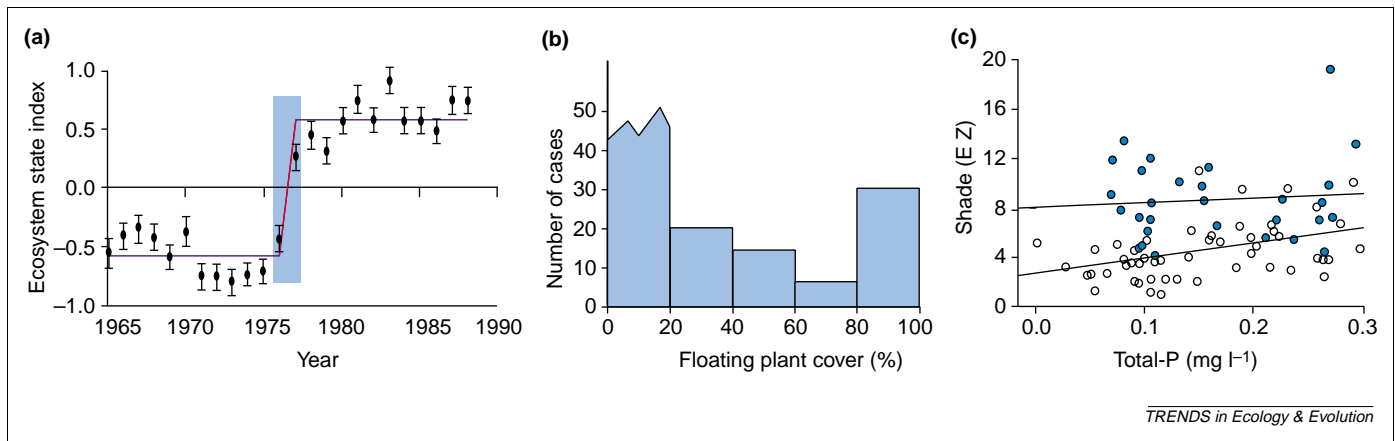 (a)
Ecosystem state index
1.0
0.5
0.0
–0.5
–1.0
1965 1970 1975 1980 1985 1990
Year
(b)
Number of cases
50
40
30
20
10
0
0 20 40 60 80 100
Floating plant cover (%)
(c)
Shade (E Z)
20
16
12
8
4
0
0.0 0.1 0.2 0.3
Total-P (mg l–1)
TRENDS in Ecology & Evolution